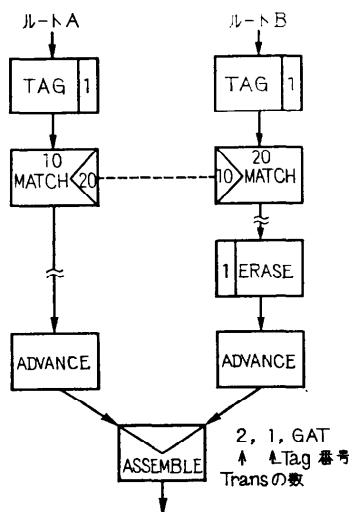 ルートA ルートB
TAG 1 TAG 1
10 20
MATCH 20 10 MATCH
1 ERASE
ADVANCE ADVANCE
2, 1, GAT
ASSEMBLE ↑ ↑Tag 番号
Transの数